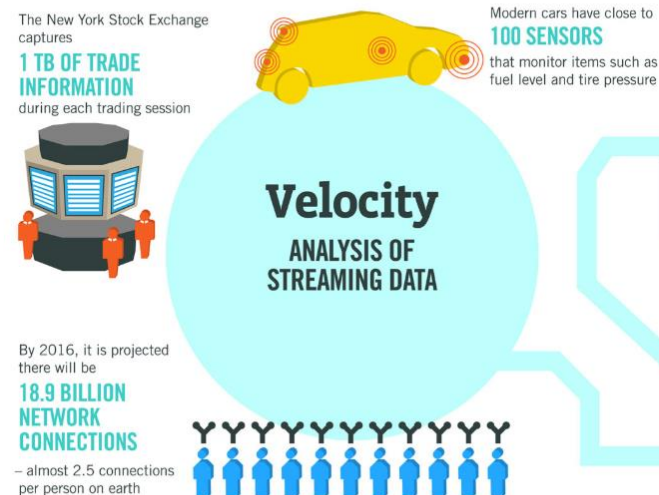 The New York Stock Exchange
captures
1 TB OF TRADE
INFORMATION
during each trading session
Modern cars have close to
100 SENSORS
that monitor items such as
fuel level and tire pressure
Velocity
ANALYSIS OF
STREAMING DATA
By 2016, it is projected
there will be
18.9 BILLION
NETWORK
CONNECTIONS
– almost 2.5 connections
per person on earth